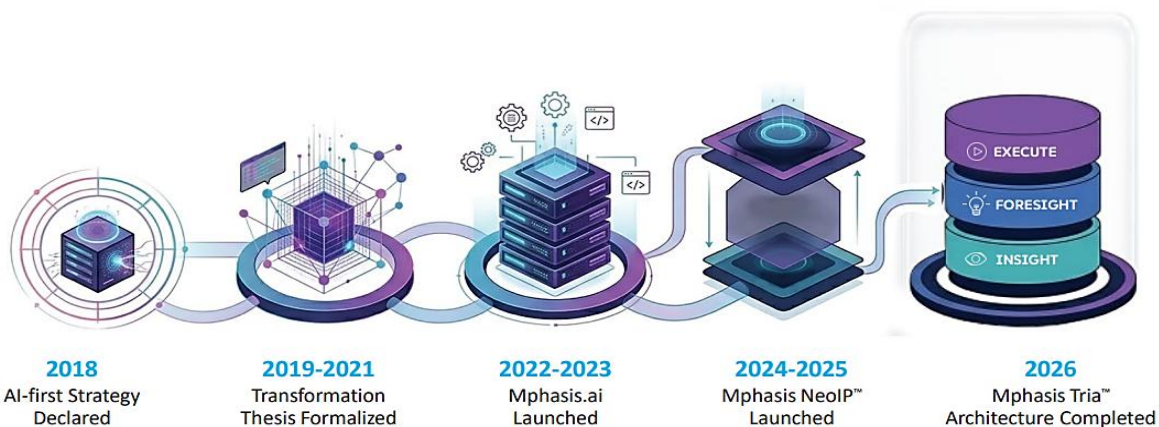 </>
</>
EXECUTE
FORESIGHT
INSIGHT
2018
AI-first Strategy
Declared
2019-2021
Transformation
Thesis Formalized
2022-2023
Mphasis.ai
Launched
2024-2025
Mphasis NeoIP™
Launched
2026
Mphasis Tria™
Architecture Completed